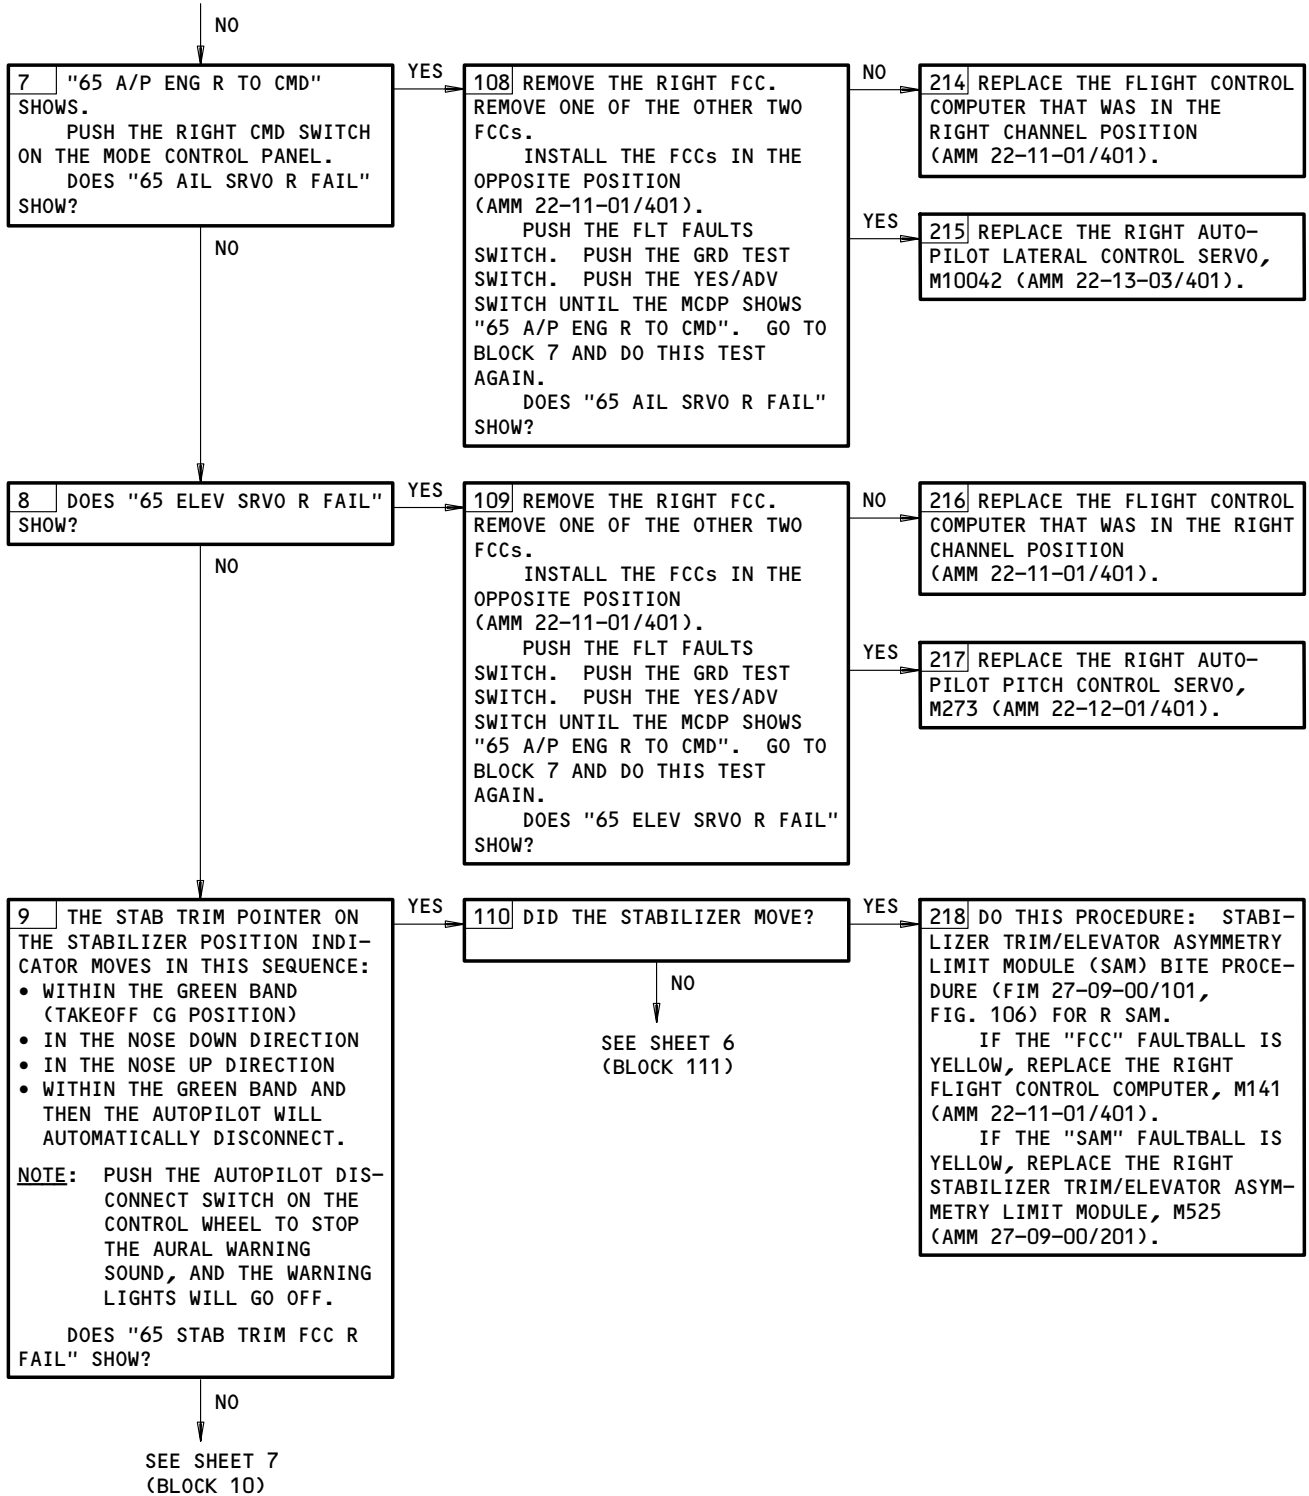 NO
7 "65 A/P ENG R TO CMD"
SHOWS.
PUSH THE RIGHT CMD SWITCH
ON THE MODE CONTROL PANEL.
DOES "65 AIL SRVO R FAIL"
SHOW?
YES
NO
108 REMOVE THE RIGHT FCC.
REMOVE ONE OF THE OTHER TWO
FCCs.
INSTALL THE FCCs IN THE
OPPOSITE POSITION
(AMM 22-11-01/401).
PUSH THE FLT FAULTS
SWITCH. PUSH THE GRD TEST
SWITCH. PUSH THE YES/ADV
SWITCH UNTIL THE MCDP SHOWS
"65 A/P ENG R TO CMD". GO TO
BLOCK 7 AND DO THIS TEST
AGAIN.
DOES "65 AIL SRVO R FAIL"
SHOW?
NO
214 REPLACE THE FLIGHT CONTROL
COMPUTER THAT WAS IN THE
RIGHT CHANNEL POSITION
(AMM 22-11-01/401).
YES
215 REPLACE THE RIGHT AUTO-
PILOT LATERAL CONTROL SERVO,
M10042 (AMM 22-13-03/401).
8 DOES "65 ELEV SRVO R FAIL"
SHOW?
YES
NO
109 REMOVE THE RIGHT FCC.
REMOVE ONE OF THE OTHER TWO
FCCs.
INSTALL THE FCCs IN THE
OPPOSITE POSITION
(AMM 22-11-01/401).
PUSH THE FLT FAULTS
SWITCH. PUSH THE GRD TEST
SWITCH. PUSH THE YES/ADV
SWITCH UNTIL THE MCDP SHOWS
"65 A/P ENG R TO CMD". GO TO
BLOCK 7 AND DO THIS TEST
AGAIN.
DOES "65 ELEV SRVO R FAIL"
SHOW?
NO
216 REPLACE THE FLIGHT CONTROL
COMPUTER THAT WAS IN THE RIGHT
CHANNEL POSITION
(AMM 22-11-01/401).
YES
217 REPLACE THE RIGHT AUTO-
PILOT PITCH CONTROL SERVO,
M273 (AMM 22-12-01/401).
9 THE STAB TRIM POINTER ON
THE STABILIZER POSITION INDI-
CATOR MOVES IN THIS SEQUENCE:
• WITHIN THE GREEN BAND
(TAKEOFF CG POSITION)
• IN THE NOSE DOWN DIRECTION
• IN THE NOSE UP DIRECTION
• WITHIN THE GREEN BAND AND
THEN THE AUTOPILOT WILL
AUTOMATICALLY DISCONNECT.
NOTE: PUSH THE AUTOPILOT DIS-
CONNECT SWITCH ON THE
CONTROL WHEEL TO STOP
THE AURAL WARNING
SOUND, AND THE WARNING
LIGHTS WILL GO OFF.
DOES "65 STAB TRIM FCC R
FAIL" SHOW?
YES
110 DID THE STABILIZER MOVE?
NO
SEE SHEET 6
(BLOCK 111)
YES
218 DO THIS PROCEDURE: STABI-
LIZER TRIM/ELEVATOR ASYMMETRY
LIMIT MODULE (SAM) BITE PROCE-
DURE (FIM 27-09-00/101,
FIG. 106) FOR R SAM.
IF THE "FCC" FAULTBALL IS
YELLOW, REPLACE THE RIGHT
FLIGHT CONTROL COMPUTER, M141
(AMM 22-11-01/401).
IF THE "SAM" FAULTBALL IS
YELLOW, REPLACE THE RIGHT
STABILIZER TRIM/ELEVATOR ASYM-
METRY LIMIT MODULE, M525
(AMM 27-09-00/201).
NO
SEE SHEET 7
(BLOCK 10)